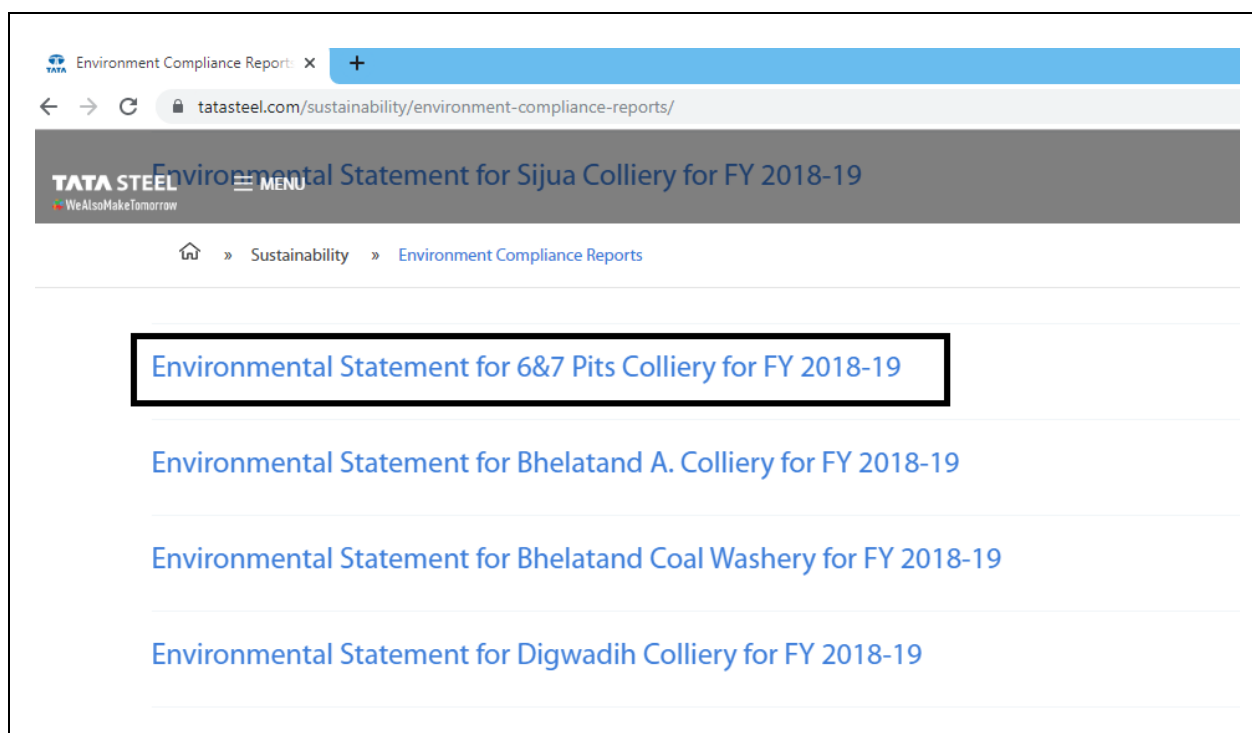 Environment Compliance Report
tatasteel.com/sustainability/environment-compliance-reports/
Environmental Statement for Sijua Colliery for FY 2018-19
TATA STEEL
MENU
WeAlsoMakeTomorrow
» Sustainability » Environment Compliance Reports
Environmental Statement for 6&7 Pits Colliery for FY 2018-19
Environmental Statement for Bhelatand A. Colliery for FY 2018-19
Environmental Statement for Bhelatand Coal Washery for FY 2018-19
Environmental Statement for Digwadih Colliery for FY 2018-19